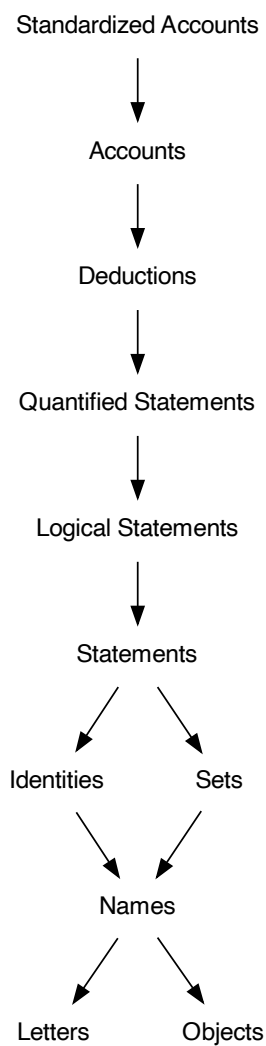 Standardized Accounts
Accounts
Deductions
Quantified Statements
Logical Statements
Statements
Identities
Sets
Names
Letters
Objects